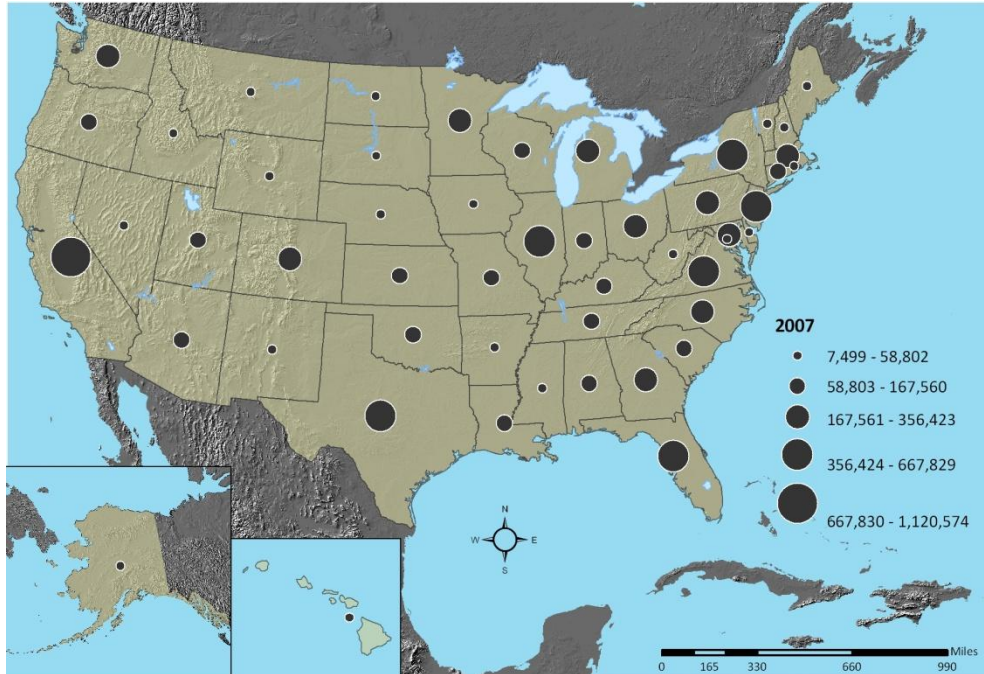 2007
7,499 - 58,802
58,803 - 167,560
167,561 - 356,423
356,424 - 667,829
667,830 - 1,120,574
N
W E
S
Miles
0 165 330 660 990